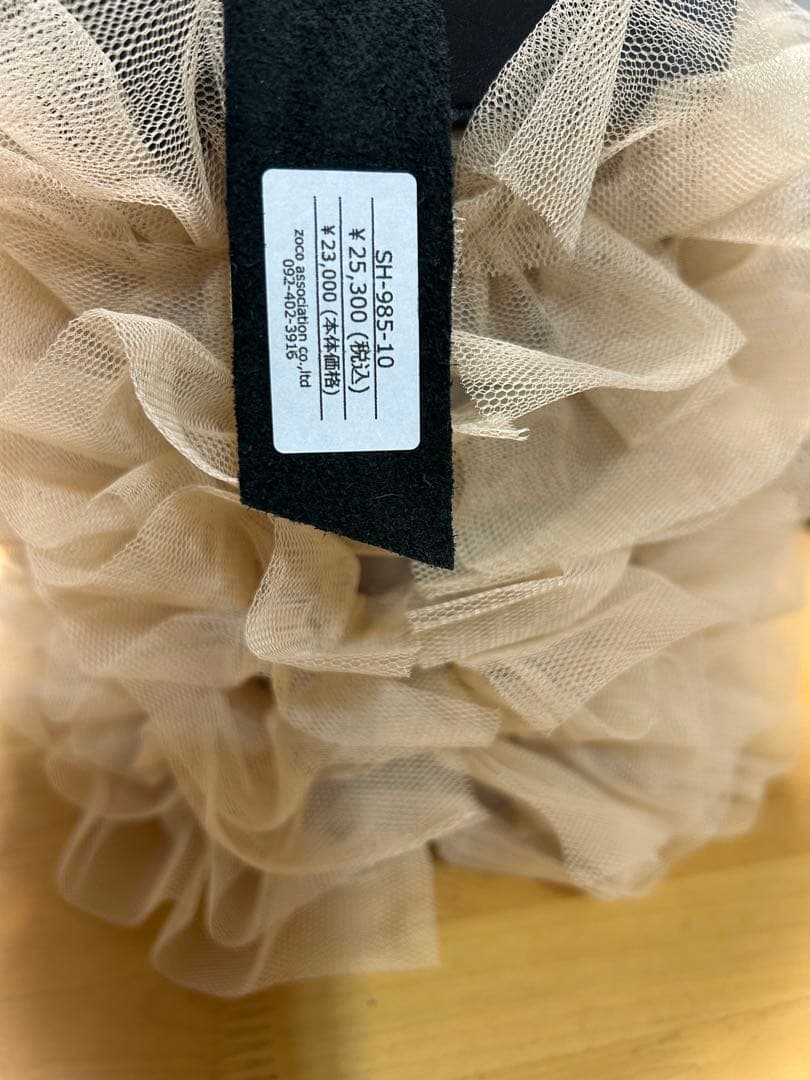 SH-985-10
¥25,300(税込)
¥23,000(本体価格)
zoco association co.,ltd
092-402-3916